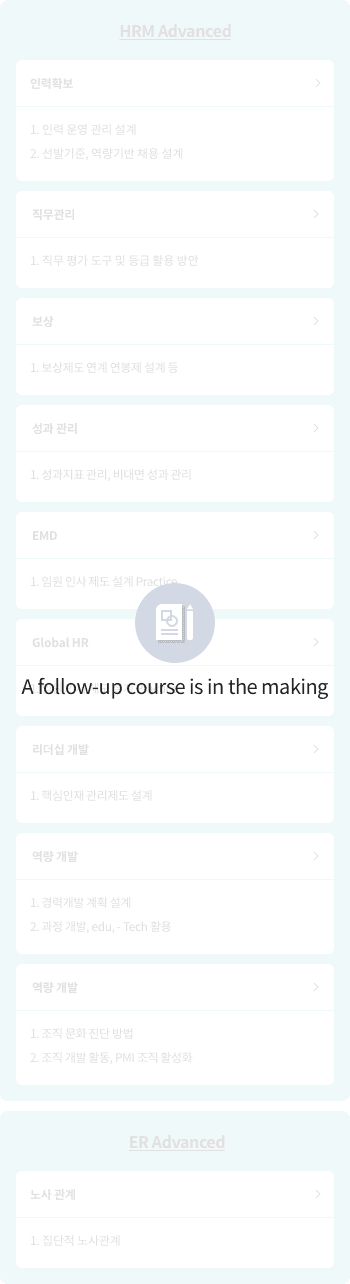 HRM Advanced
인력확보
1. 인력 운영 관리 설계
2. 선발기준, 역량기반 채용 설계
직무관리
1. 직무 평가 도구 및 등급 활용 방안
보상
1. 보상제도 연계 연봉제 설계 등
성과 관리
1. 성과지표 관리, 비대면 성과 관리
EMD
1. 임원 인사 제도 설계 Practice
Global HR
A follow-up course is in the making
리더십 개발
1. 핵심인재 관리제도 설계
역량 개발
1. 경력개발 계획 설계
2. 과정 개발, edu, - Tech 활용
역량 개발
1. 조직 문화 진단 방법
2. 조직 개발 활동, PMI 조직 활성화
ER Advanced
노사 관계
1. 집단적 노사관계